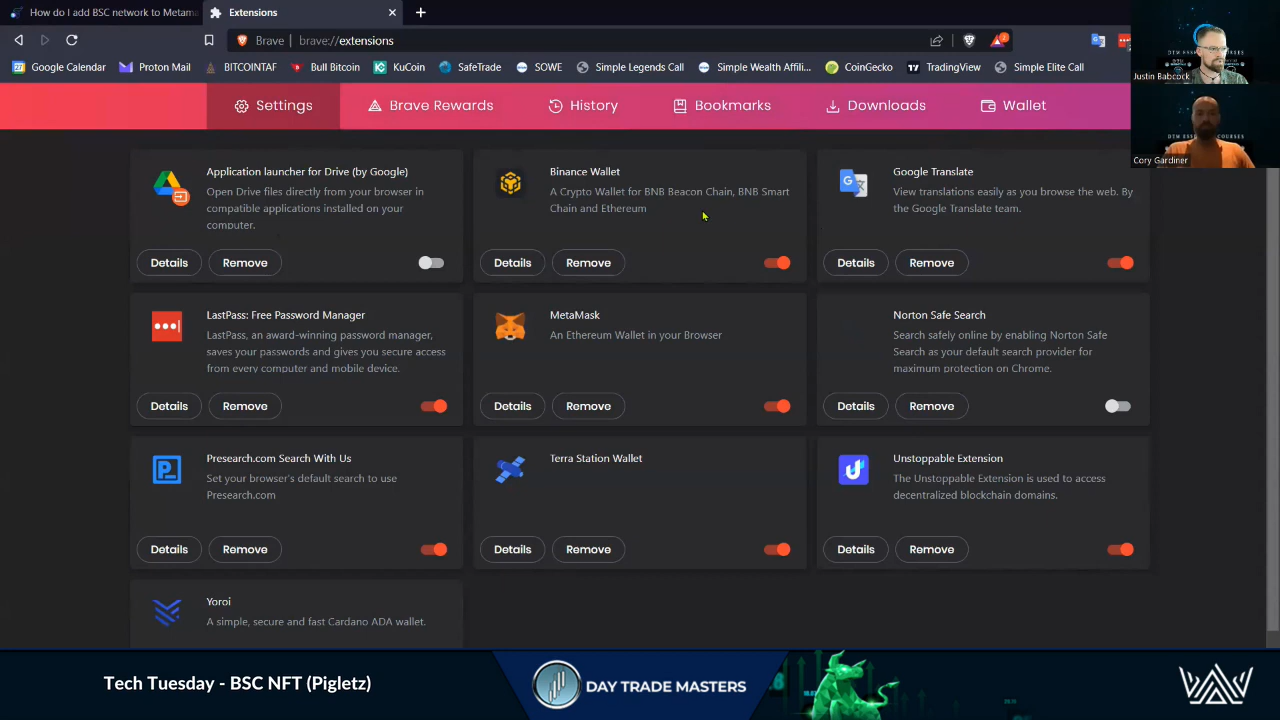 How do I add BSC network to Metama
Extensions
Brave
brave://extensions
Google Calendar
Proton Mail
BITCOINTAF
Bull Bitcoin
KuCoin
SOWE
Simple Legends Call
Simple Wealth Affili...
CoinGecko
TradingView
Simple Elite Call
Justin Babcock
Cory Gardiner
Settings
Brave Rewards
History
Bookmarks
Downloads
Wallet
Application launcher for Drive (by Google)
Open Drive files directly from your browser in
compatible applications installed on your
computer.
Details
Remove
Binance Wallet
A Crypto Wallet for BNB Beacon Chain, BNB Smart
Chain and Ethereum
Details
Remove
Google Translate
View translations easily as you browse the web. By
the Google Translate team.
Details
Remove
LastPass: Free Password Manager
LastPass, an award-winning password manager,
saves your passwords and gives you secure access
from every computer and mobile device.
Details
Remove
MetaMask
An Ethereum Wallet in your Browser
Details
Remove
Norton Safe Search
Search safely online by enabling Norton Safe
Search as your default search provider for
maximum protection on Chrome.
Details
Remove
Presearch.com Search With Us
Set your browser's default search to use
Presearch.com
Details
Remove
Terra Station Wallet
Details
Remove
Unstoppable Extension
The Unstoppable Extension is used to access
decentralized blockchain domains.
Details
Remove
Yoroi
A simple, secure and fast Cardano ADA wallet.
Tech Tuesday - BSC NFT (Pigletz)
DAY TRADE MASTERS